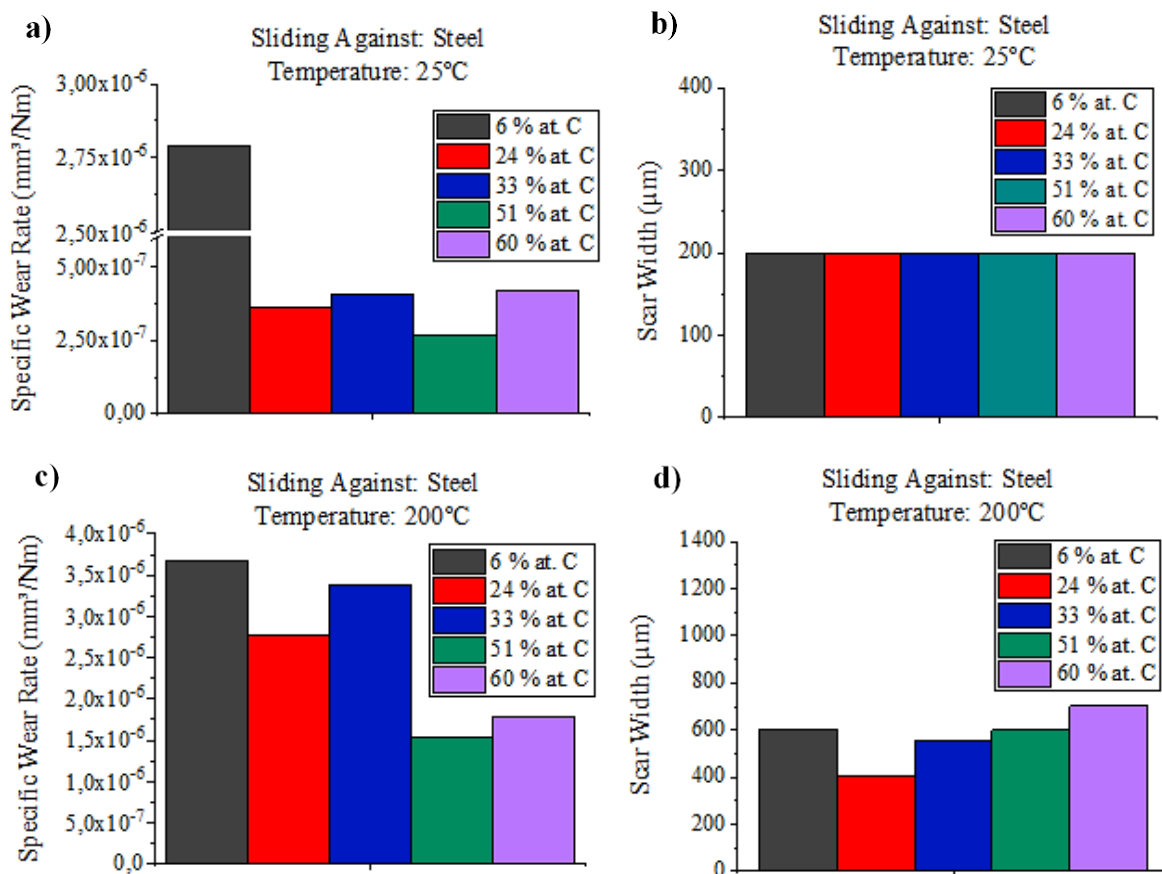 a)
Sliding Against: Steel
Temperature: 25°C
Specific Wear Rate (mm³/Nm)
3,00x10⁻⁶
2,75x10⁻⁶
2,50x10⁻⁶
5,00x10⁻⁷
2,50x10⁻⁷
0,00
6 % at. C
24 % at. C
33 % at. C
51 % at. C
60 % at. C
b)
Sliding Against: Steel
Temperature: 25°C
Scar Width (µm)
400
300
200
100
0
6 % at. C
24 % at. C
33 % at. C
51 % at. C
60 % at. C
c)
Sliding Against: Steel
Temperature: 200°C
Specific Wear Rate (mm³/Nm)
4,0x10⁻⁶
3,5x10⁻⁶
3,0x10⁻⁶
2,5x10⁻⁶
2,0x10⁻⁶
1,5x10⁻⁶
1,0x10⁻⁶
5,0x10⁻⁷
0,0
6 % at. C
24 % at. C
33 % at. C
51 % at. C
60 % at. C
d)
Sliding Against: Steel
Temperature: 200°C
Scar Width (µm)
1400
1200
1000
800
600
400
200
0
6 % at. C
24 % at. C
33 % at. C
51 % at. C
60 % at. C